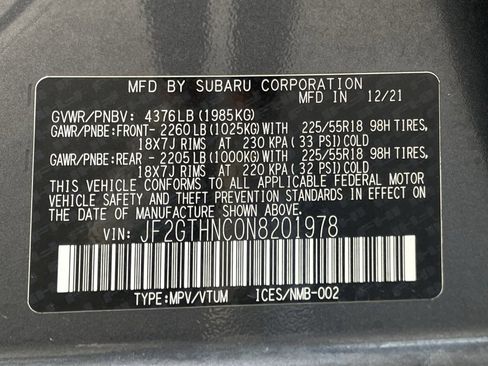 MFD BY SUBARU CORPORATION
GVWR/PNBV: 4376LB(1985KG) IN 12/21
GAWR/PNBE:FRONT-2260LB(1025KG)WITH 225/55R18 98H TIRES,
18X7J RIMS AT 230 KPA(33 PSI)COLD
GAWR/PNBE:REAR -2205LB(1000KG)WITH 225/55R18 98H TIRES,
18X7J RIMS AT 220 KPA(32 PSI)COLD
THIS VEHICLE CONFORMS TO ALL APPLICABLE FEDERAL MOTOR
VEHICLE SAFETY AND THEFT PREVENTION STANDARDS IN EFFECT
ON THE DATE OF MANUFACTURE SHOWN ABOVE.
VIN: JF2GTHNC0N8201978
TYPE:MPV/VTUM ICES/NMB-002